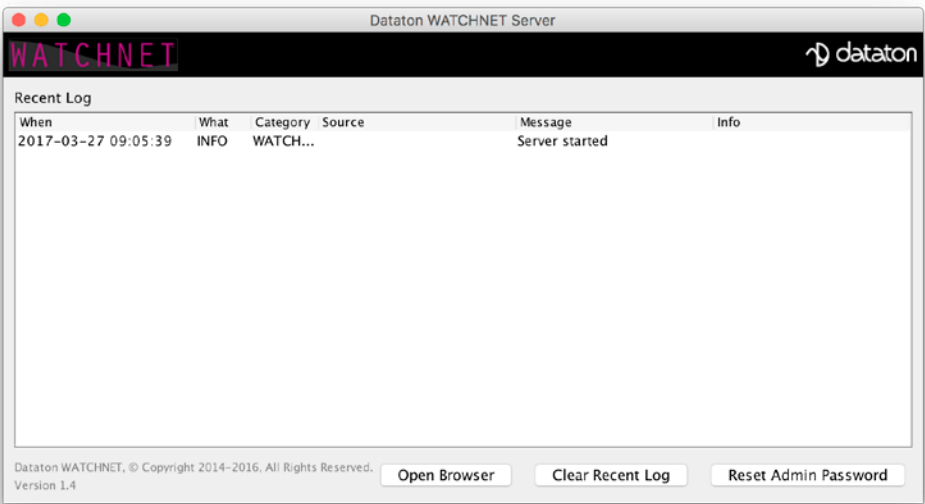 Dataton WATCHNET Server
WATCHNET
dataton
Recent Log
When What Category Source Message Info
2017-03-27 09:05:39 INFO WATCH... Server started
Dataton WATCHNET, © Copyright 2014-2016, All Rights Reserved.
Version 1.4
Open Browser Clear Recent Log Reset Admin Password